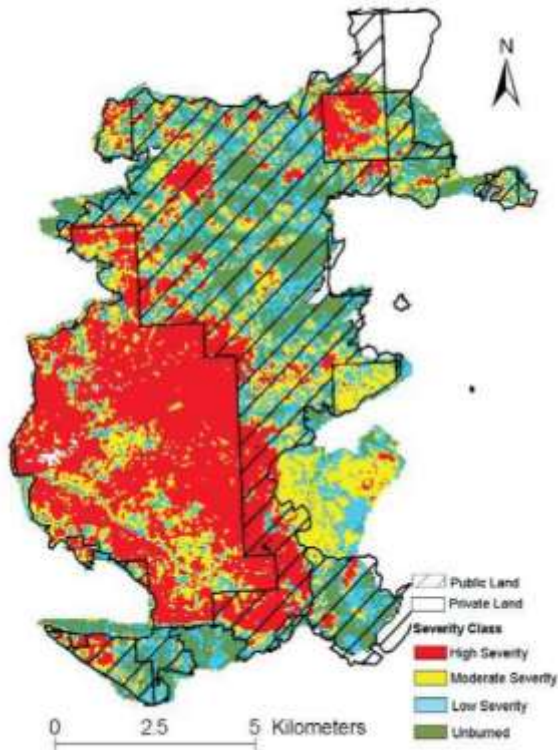 N
Public Land
Private Land
Severity Class
High Severity
Moderate Severity
Low Severity
Unburned
0 2.5 5 Kilometers